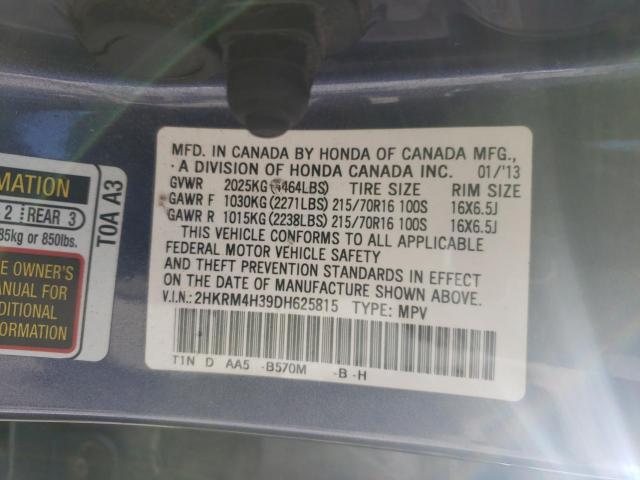 MFD. IN CANADA BY HONDA OF CANADA MFG.,
A DIVISION OF HONDA CANADA INC. 01/'13
GVWR 2025KG (4464LBS) TIRE SIZE RIM SIZE
GAWR F 1030KG (2271LBS) 215/70R16 100S 16X6.5J
GAWR R 1015KG (2238LBS) 215/70R16 100S 16X6.5J
THIS VEHICLE CONFORMS TO ALL APPLICABLE
FEDERAL MOTOR VEHICLE SAFETY
AND THEFT PREVENTION STANDARDS IN EFFECT
ON THE DATE OF MANUFACTURE SHOWN ABOVE.
V.I.N.: 2HKRM4H39DH625815 TYPE: MPV
T1N D AA5 -B570M -B -H
MATION
2 REAR 3
85kg or 850lbs.
OWNER'S
MANUAL FOR
INFORMATION
T0A A3